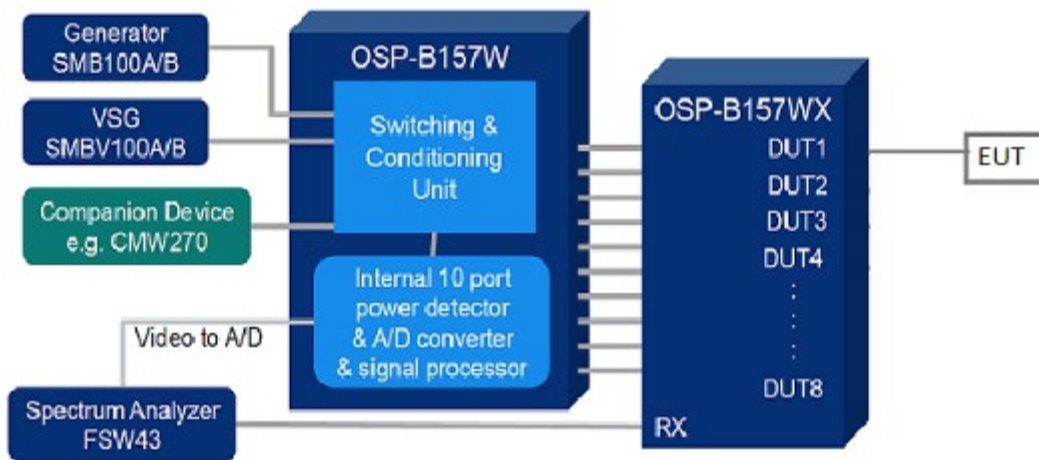 Generator
SMB100A/B
VSG
SMBV100A/B
Companion Device
e.g. CMW270
Video to A/D
Spectrum Analyzer
FSW43
OSP-B157W
Switching &
Conditioning
Unit
Internal 10 port
power detector
& A/D converter
& signal processor
OSP-B157WX
DUT1
DUT2
DUT3
DUT4
DUT8
RX
EUT